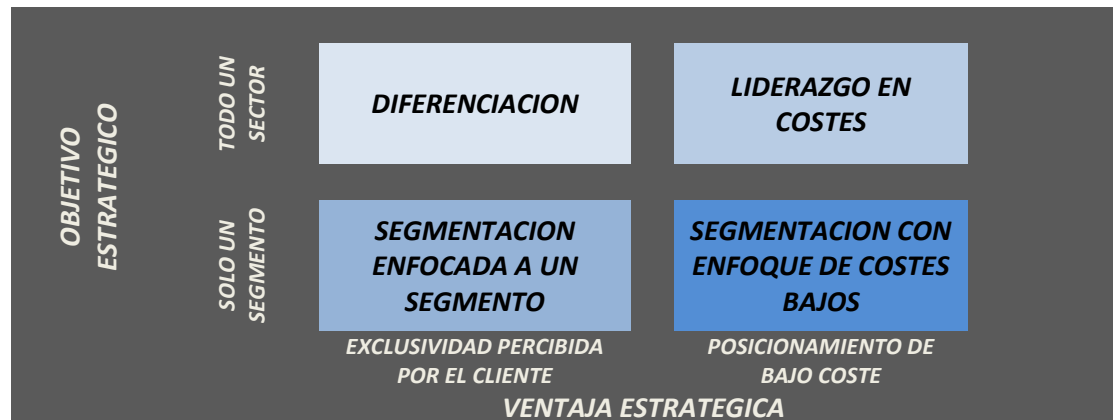 OBJETIVO
ESTRATEGICO
TODO UN
SECTOR
DIFERENCIACION
LIDERAZGO EN
COSTES
SOLO UN
SEGMENTO
SEGMENTACION
ENFOCADA A UN
SEGMENTO
SEGMENTACION CON
ENFOQUE DE COSTES
BAJOS
EXCLUSIVIDAD PERCIBIDA
POR EL CLIENTE
POSICIONAMIENTO DE
BAJO COSTE
VENTAJA ESTRATEGICA